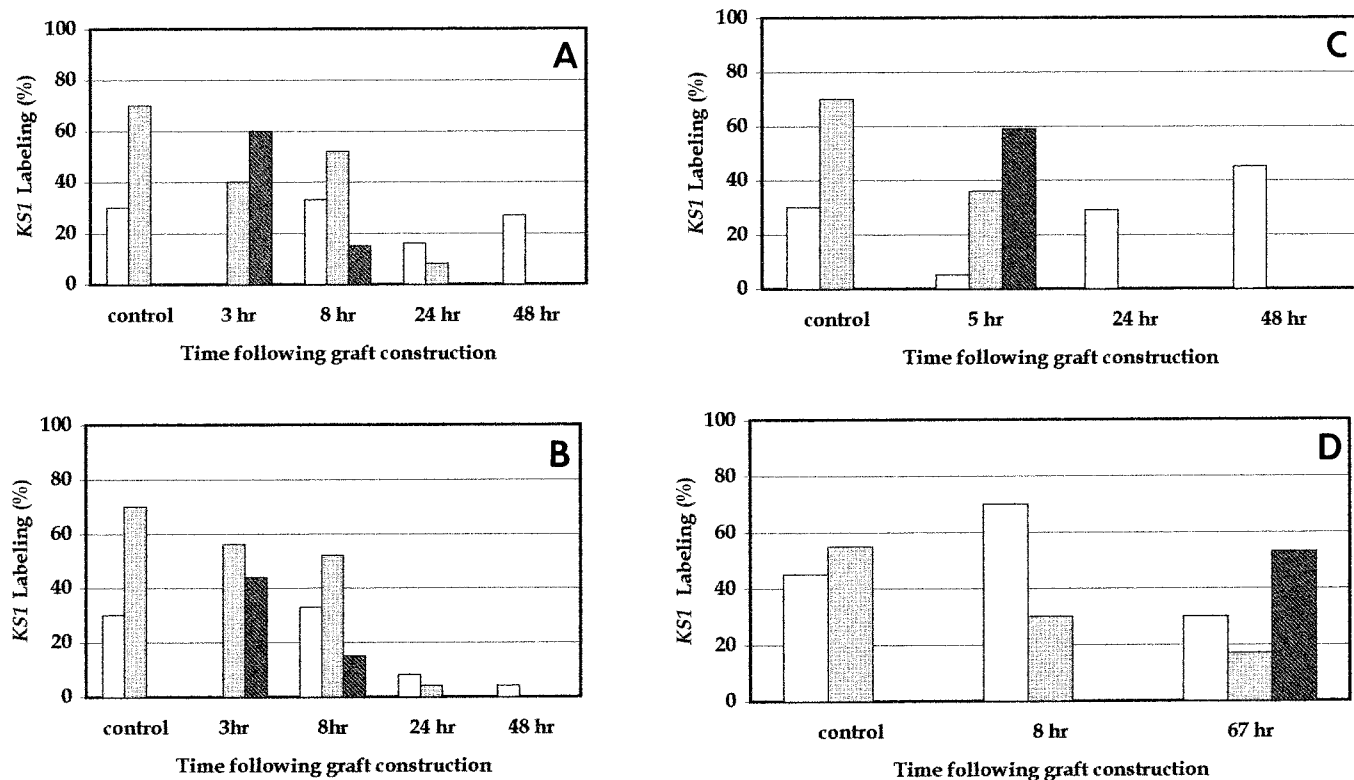 A
KS1 Labeling (%)
100
80
60
40
20
0
control 3 hr 8 hr 24 hr 48 hr
Time following graft construction
C
KS1 Labeling (%)
100
80
60
40
20
0
control 5 hr 24 hr 48 hr
Time following graft construction
B
KS1 Labeling (%)
100
80
60
40
20
0
control 3hr 8hr 24 hr 48 hr
Time following graft construction
D
KS1 Labeling (%)
100
80
60
40
20
0
control 8 hr 67 hr
Time following graft construction